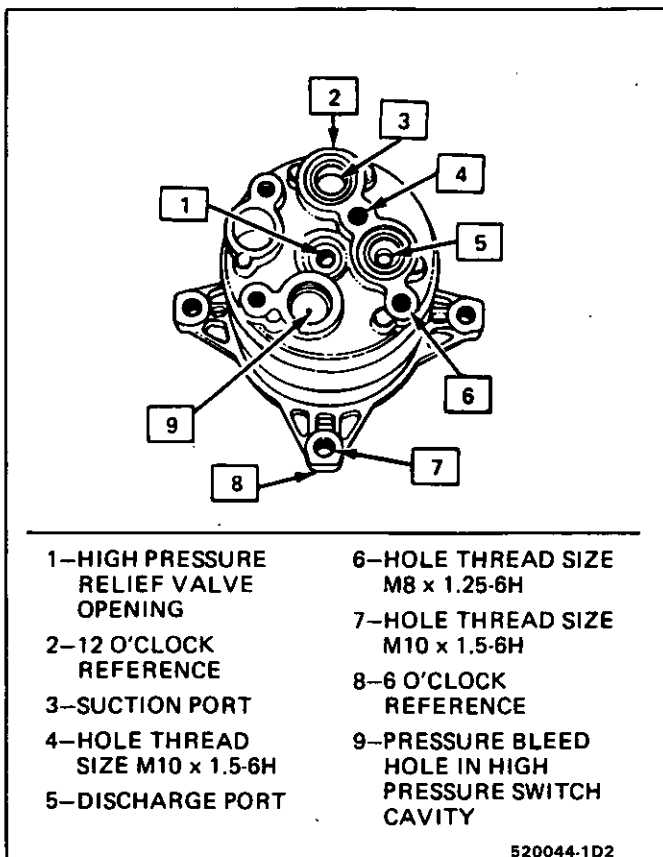 2
3
4
1
5
6
9
7
8
1–HIGH PRESSURE
RELIEF VALVE
OPENING
2–12 O'CLOCK
REFERENCE
3–SUCTION PORT
4–HOLE THREAD
SIZE M10 x 1.5-6H
5–DISCHARGE PORT
6–HOLE THREAD SIZE
M8 x 1.25-6H
7–HOLE THREAD SIZE
M10 x 1.5-6H
8–6 O'CLOCK
REFERENCE
9–PRESSURE BLEED
HOLE IN HIGH
PRESSURE SWITCH
CAVITY
520044-1D2